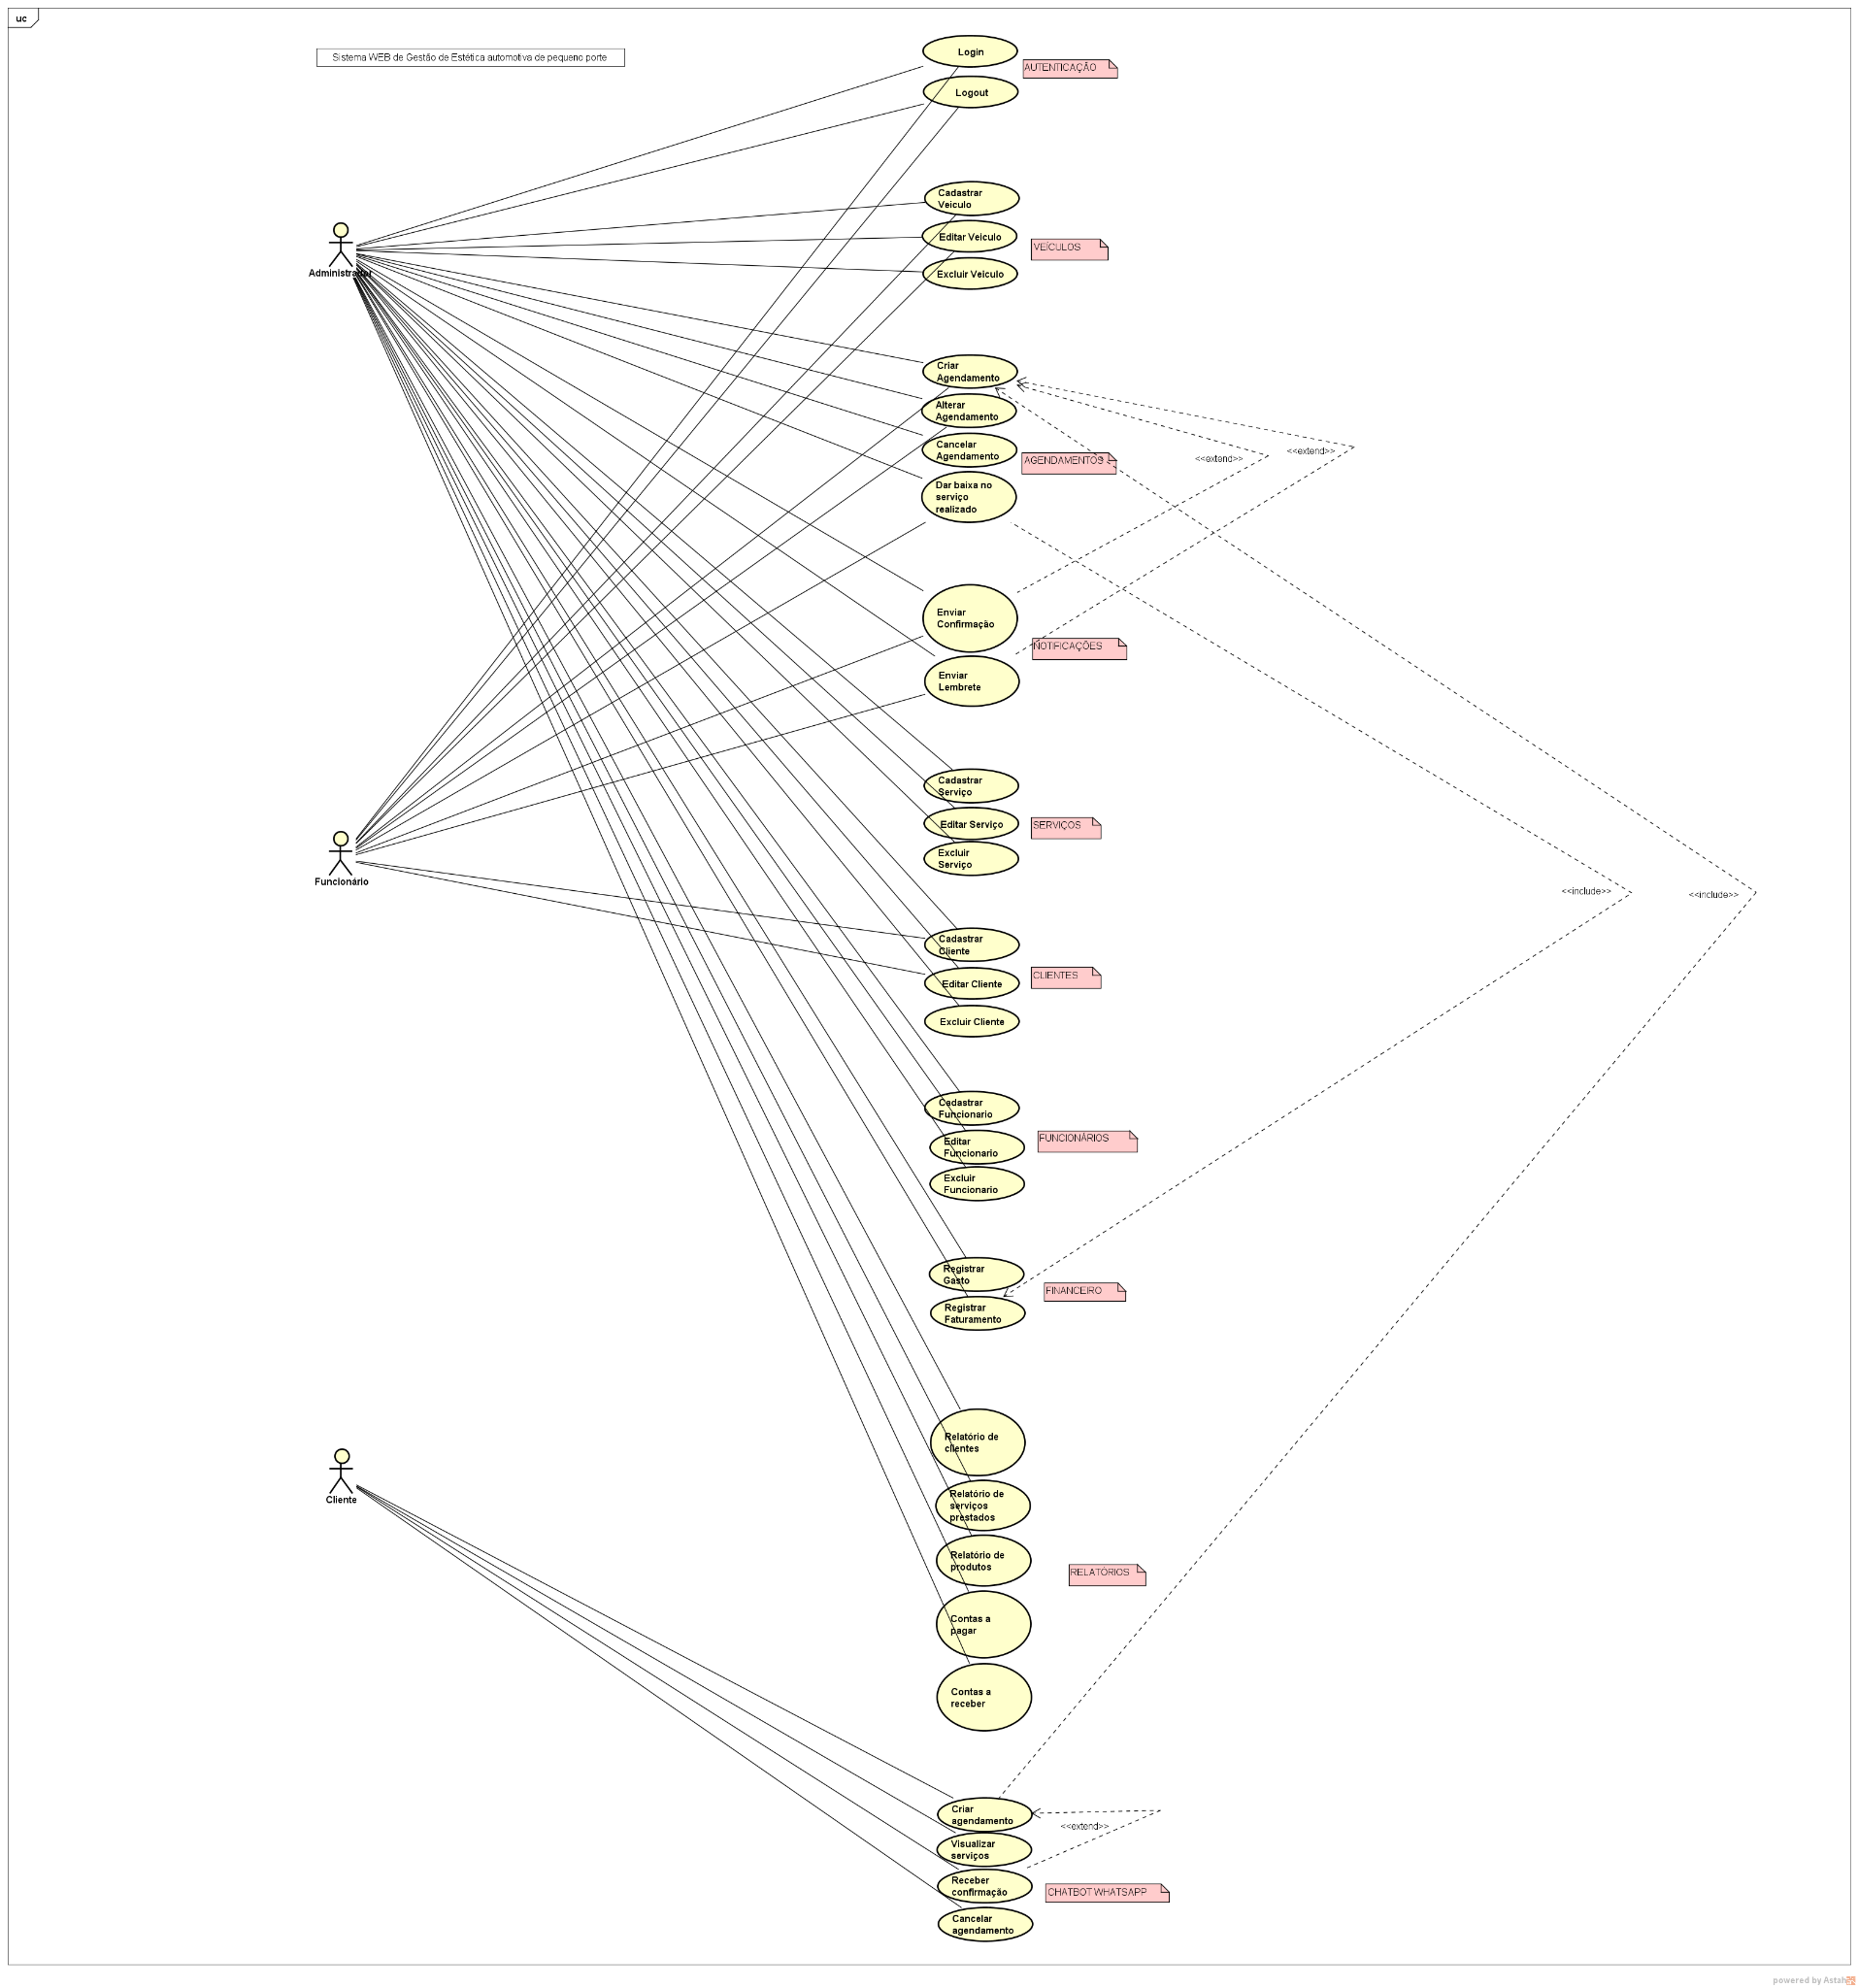 uc
Sistema WEB de Gestão de Estética automotiva de pequeno porte
Login
AUTENTICAÇÃO
Logout
Cadastrar
Veiculo
Editar Veiculo
VEÍCULOS
Excluir Veiculo
Administrador
Criar
Agendamento
Alterar
Agendamento
Cancelar
Agendamento
AGENDAMENTOS
<<extend>>
<<extend>>
Dar baixa no
serviço
realizado
Enviar
Confirmação
NOTIFICAÇÕES
Enviar
Lembrete
Cadastrar
Serviço
Editar Serviço
SERVIÇOS
Excluir
Serviço
Funcionário
<<include>>
<<include>>
Cadastrar
Cliente
CLIENTES
Editar Cliente
Excluir Cliente
Cadastrar
Funcionario
Editar
Funcionario
FUNCIONÁRIOS
Excluir
Funcionario
Registrar
Gasto
FINANCEIRO
Registrar
Faturamento
Relatório de
clientes
Cliente
Relatório de
serviços
prestados
Relatório de
produtos
RELATÓRIOS
Contas a
pagar
Contas a
receber
Criar
agendamento
<<extend>>
Visualizar
serviços
Receber
confirmação
CHATBOT WHATSAPP
Cancelar
agendamento
powered by Astah